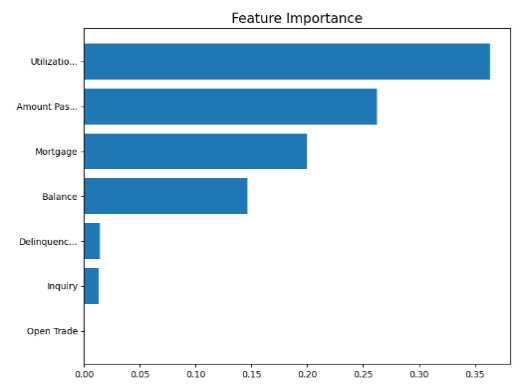 Feature Importance
Utilizatio...
Amount Pas...
Mortgage
Balance
Delinquenc...
Inquiry
Open Trade
0.00 0.05 0.10 0.15 0.20 0.25 0.30 0.35